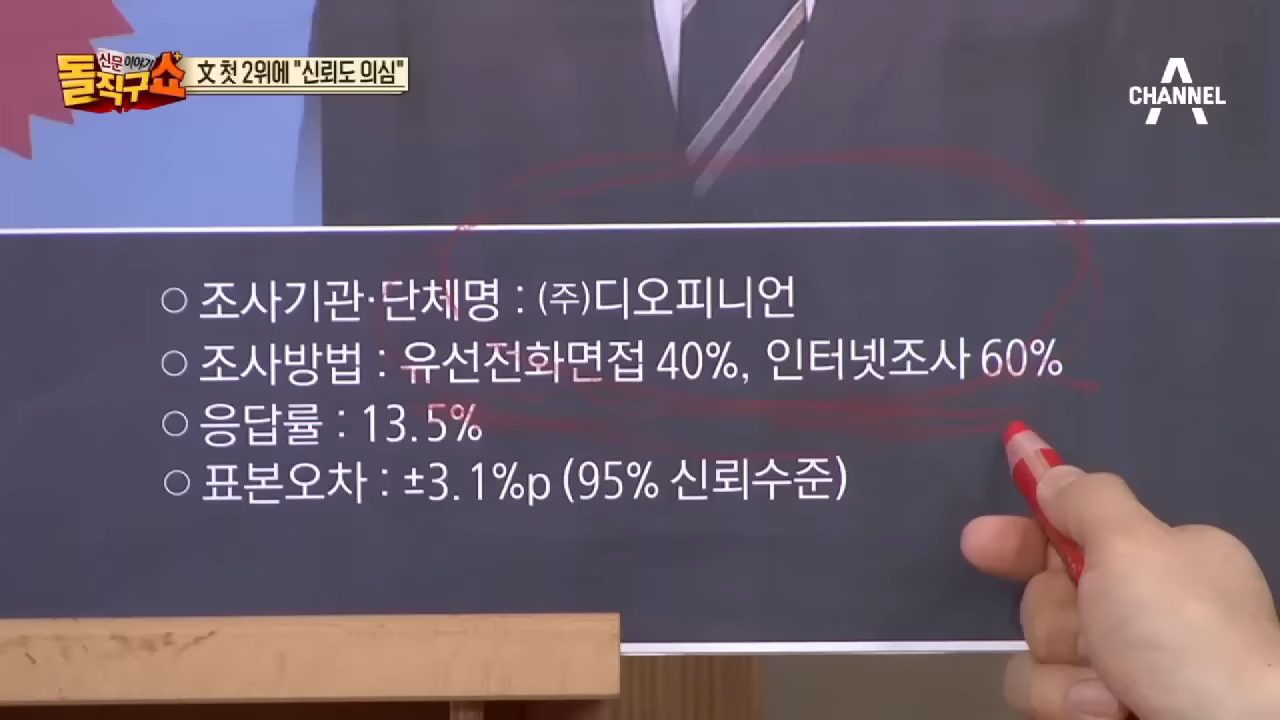 신문이야기
돌직구쇼+
文 첫 2위에 "신뢰도 의심"
CHANNEL A
○ 조사기관·단체명 : (주)디오피니언
○ 조사방법 : 유선전화면접 40%, 인터넷조사 60%
○ 응답률 : 13.5%
○ 표본오차 : ±3.1%p (95% 신뢰수준)